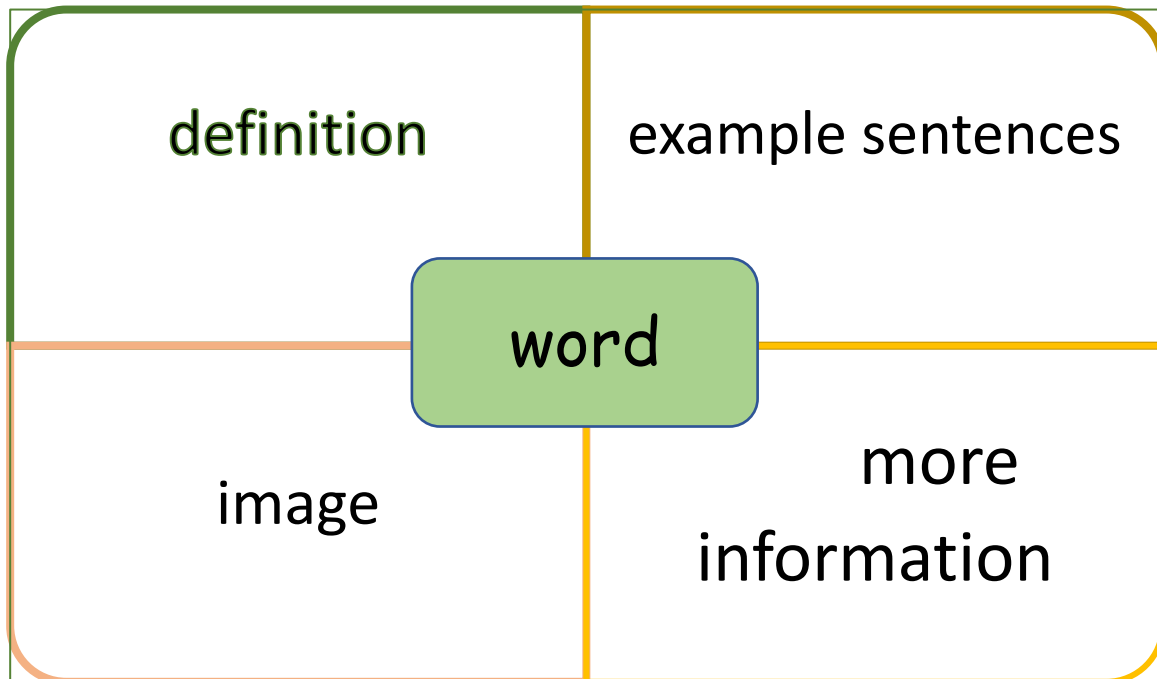 definition
example sentences
word
image
more
information